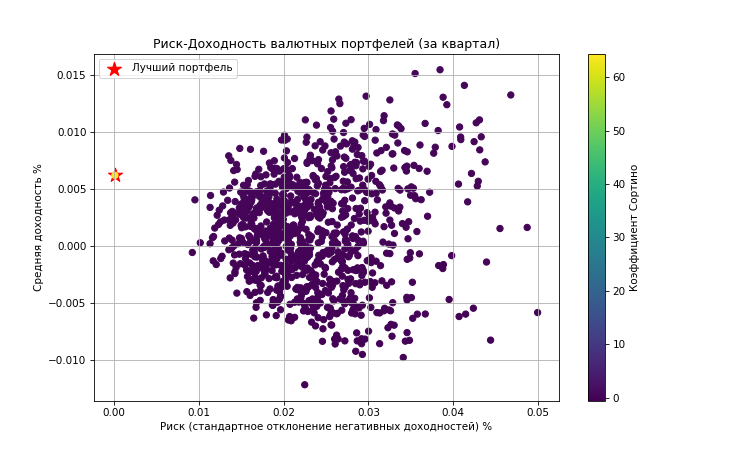 Риск-Доходность валютных портфелей (за квартал)
Лучший портфель
Средняя доходность %
0.015
0.010
0.005
0.000
−0.005
−0.010
0.00 0.01 0.02 0.03 0.04 0.05
Риск (стандартное отклонение негативных доходностей) %
60
50
40
30
20
10
0
Коэффициент Сортино